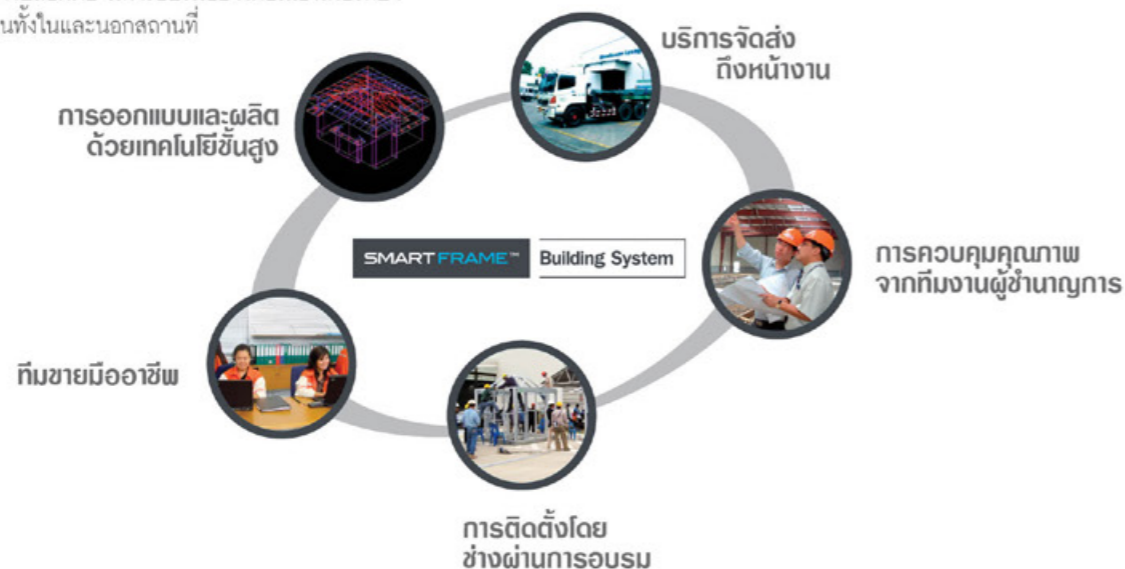 นทั้งในและนอกสถานที่
บริการจัดส่ง
ถึงหน้างาน
การออกแบบและผลิต
ด้วยเทคโนโยีชั้นสูง
SMARTFRAME™ Building System
การควบคุมคุณภาพ
จากทีมงานผู้ชำนาญการ
ทีมขายมืออาชีพ
การติดตั้งโดย
ช่างผ่านการอบรม